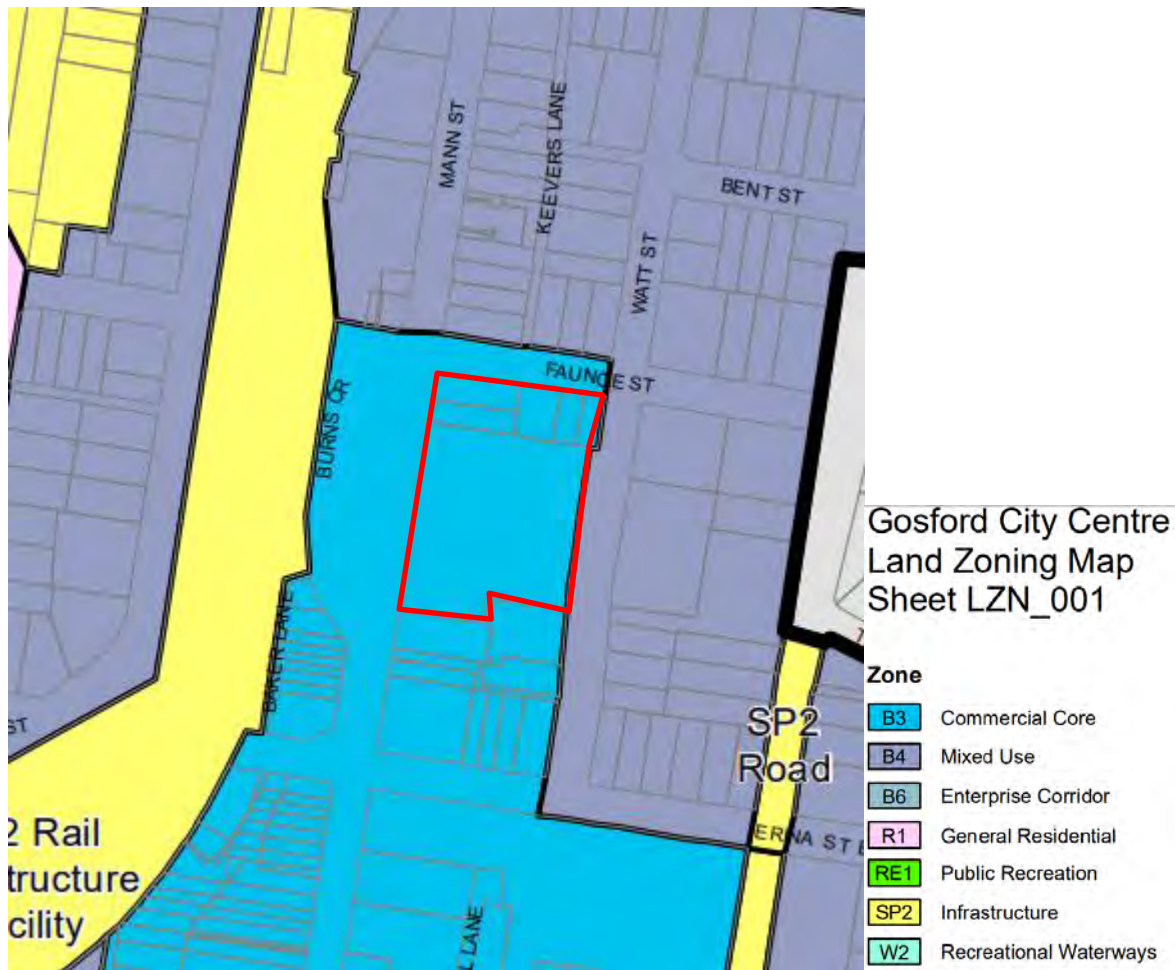 MANN ST
KEEVERS LANE
BENT ST
WATT ST
FAUNCE ST
BURNS CR
BAKER LANE
ST
SP2
Road
2 Rail
tructure
cility
ERNA ST E
L LANE
Gosford City Centre
Land Zoning Map
Sheet LZN_001
Zone
B3 Commercial Core
B4 Mixed Use
B6 Enterprise Corridor
R1 General Residential
RE1 Public Recreation
SP2 Infrastructure
W2 Recreational Waterways